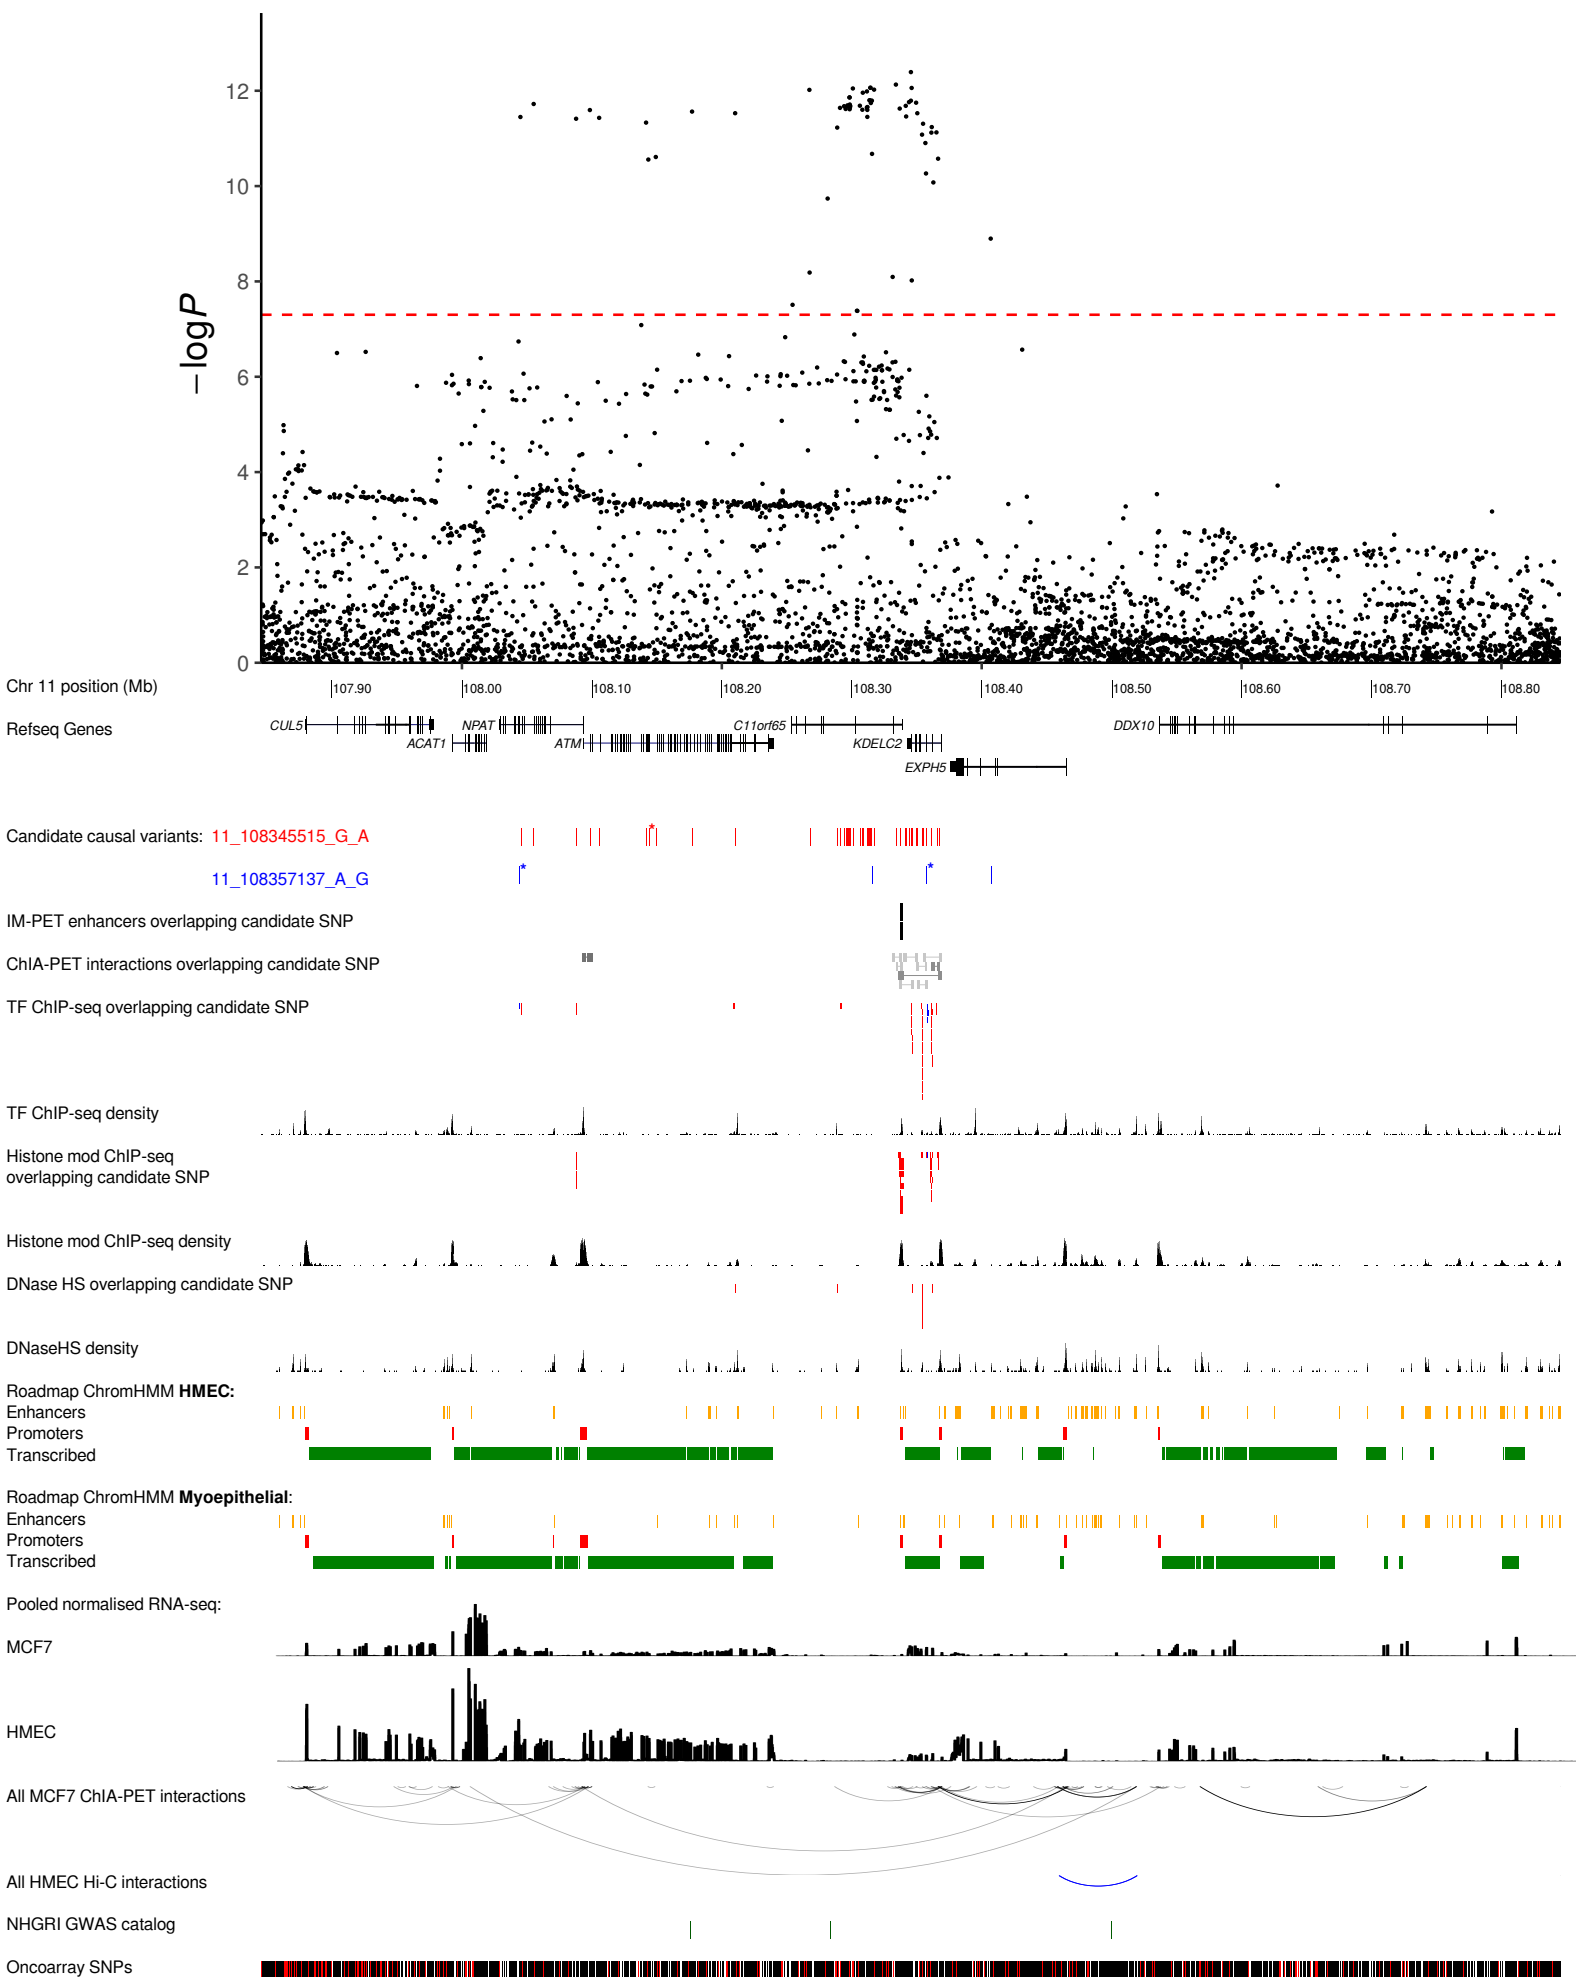 12
10
8
6
4
2
0
−logP
Chr 11 position (Mb)
107.90 108.00 108.10 108.20 108.30 108.40 108.50 108.60 108.70 108.80
Refseq Genes
CUL5 NPAT C11orf65 DDX10
ACAT1 ATM KDELC2
EXPH5
Candidate causal variants: 11_108345515_G_A
*
11_108357137_A_G
* *
IM-PET enhancers overlapping candidate SNP
ChIA-PET interactions overlapping candidate SNP
TF ChIP-seq overlapping candidate SNP
TF ChIP-seq density
Histone mod ChIP-seq
overlapping candidate SNP
Histone mod ChIP-seq density
DNase HS overlapping candidate SNP
DNaseHS density
Roadmap ChromHMM HMEC:
Enhancers
Promoters
Transcribed
Roadmap ChromHMM Myoepithelial:
Enhancers
Promoters
Transcribed
Pooled normalised RNA-seq:
MCF7
HMEC
All MCF7 ChIA-PET interactions
All HMEC Hi-C interactions
NHGRI GWAS catalog
Oncoarray SNPs